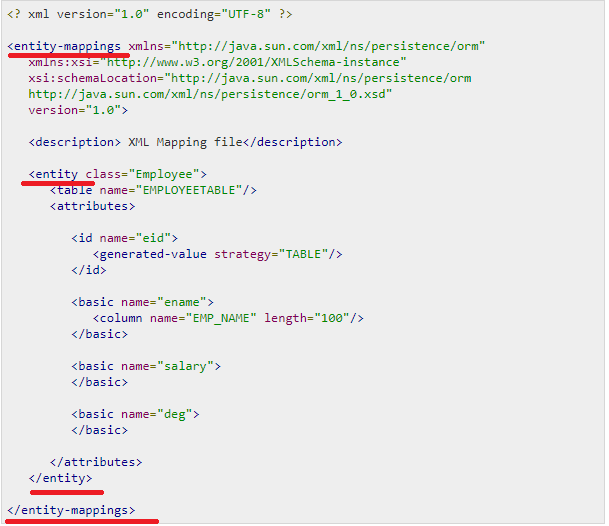 <? xml version="1.0" encoding="UTF-8" ?>
<entity-mappings xmlns="http://java.sun.com/xml/ns/persistence/orm"
xmlns:xsi="http://www.w3.org/2001/XMLSchema-instance"
xsi:schemaLocation="http://java.sun.com/xml/ns/persistence/orm
http://java.sun.com/xml/ns/persistence/orm_1_0.xsd"
version="1.0">
<description> XML Mapping file</description>
<entity class="Employee">
<table name="EMPLOYEETABLE"/>
<attributes>
<id name="eid">
<generated-value strategy="TABLE"/>
</id>
<basic name="ename">
<column name="EMP_NAME" length="100"/>
</basic>
<basic name="salary">
</basic>
<basic name="deg">
</basic>
</attributes>
</entity>
</entity-mappings>